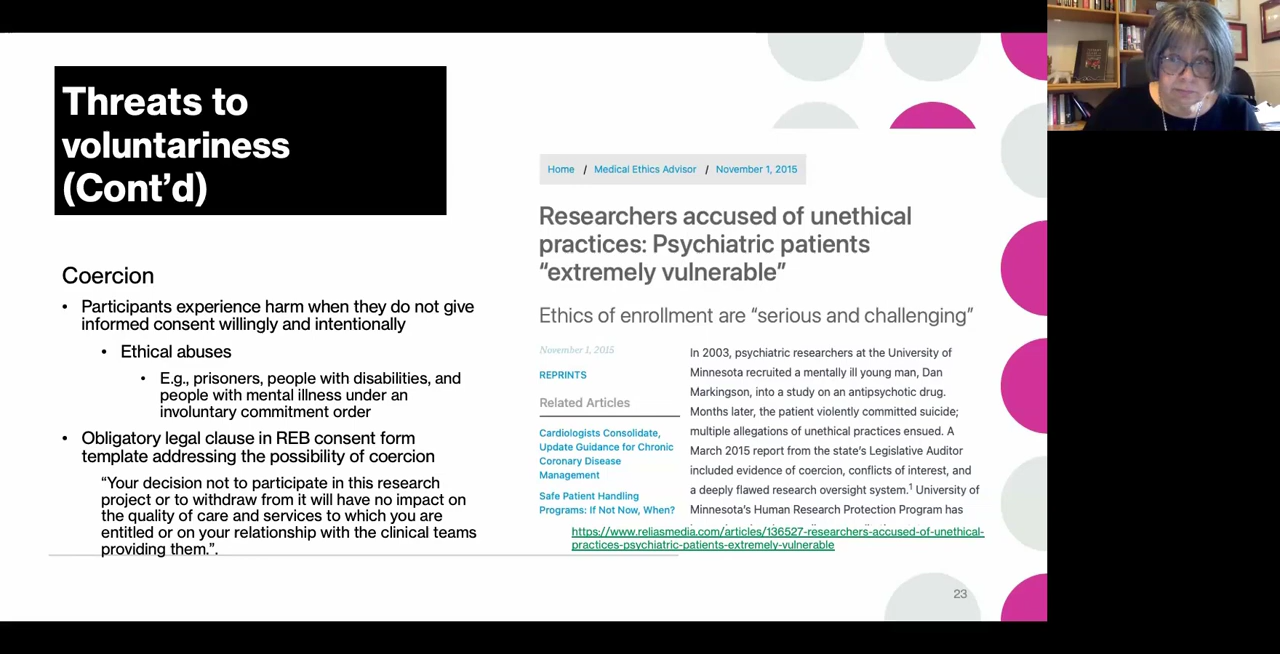 Threats to
voluntariness
(Cont’d)
Coercion
• Participants experience harm when they do not give
informed consent willingly and intentionally
• Ethical abuses
• E.g., prisoners, people with disabilities, and
people with mental illness under an
involuntary commitment order
• Obligatory legal clause in REB consent form
template addressing the possibility of coercion
“Your decision not to participate in this research
project or to withdraw from it will have no impact on
the quality of care and services to which you are
entitled or on your relationship with the clinical teams
providing them.”.
Home / Medical Ethics Advisor / November 1, 2015
Researchers accused of unethical
practices: Psychiatric patients
“extremely vulnerable”
Ethics of enrollment are “serious and challenging”
November 1, 2015
REPRINTS
Related Articles
Cardiologists Consolidate,
Update Guidance for Chronic
Coronary Disease
Management
Safe Patient Handling
Programs: If Not Now, When?
In 2003, psychiatric researchers at the University of
Minnesota recruited a mentally ill young man, Dan
Markingson, into a study on an antipsychotic drug.
Months later, the patient violently committed suicide;
multiple allegations of unethical practices ensued. A
March 2015 report from the state’s Legislative Auditor
included evidence of coercion, conflicts of interest, and
a deeply flawed research oversight system.1 University of
Minnesota’s Human Research Protection Program has
https://www.reliasmedia.com/articles/136527-researchers-accused-of-unethical-
practices-psychiatric-patients-extremely-vulnerable
23